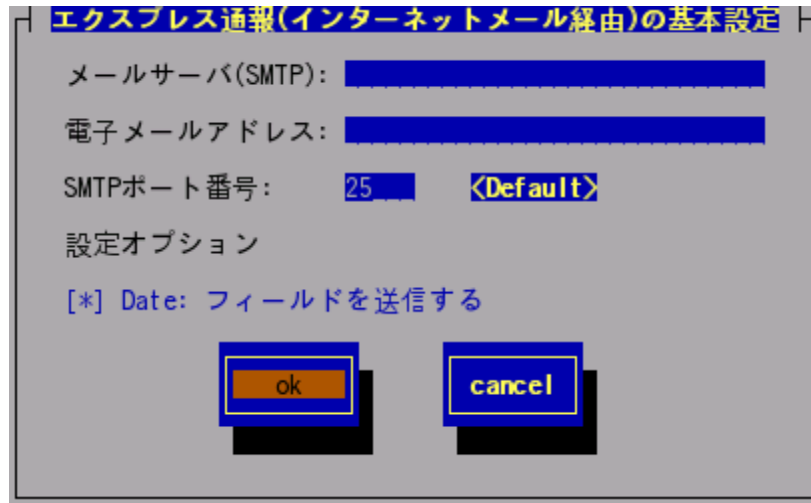 エクスプレス通報(インターネットメール経由)の基本設定
メールサーバ(SMTP):
電子メールアドレス:
SMTPポート番号: 25 <Default>
設定オプション
[*] Date: フィールドを送信する
ok cancel